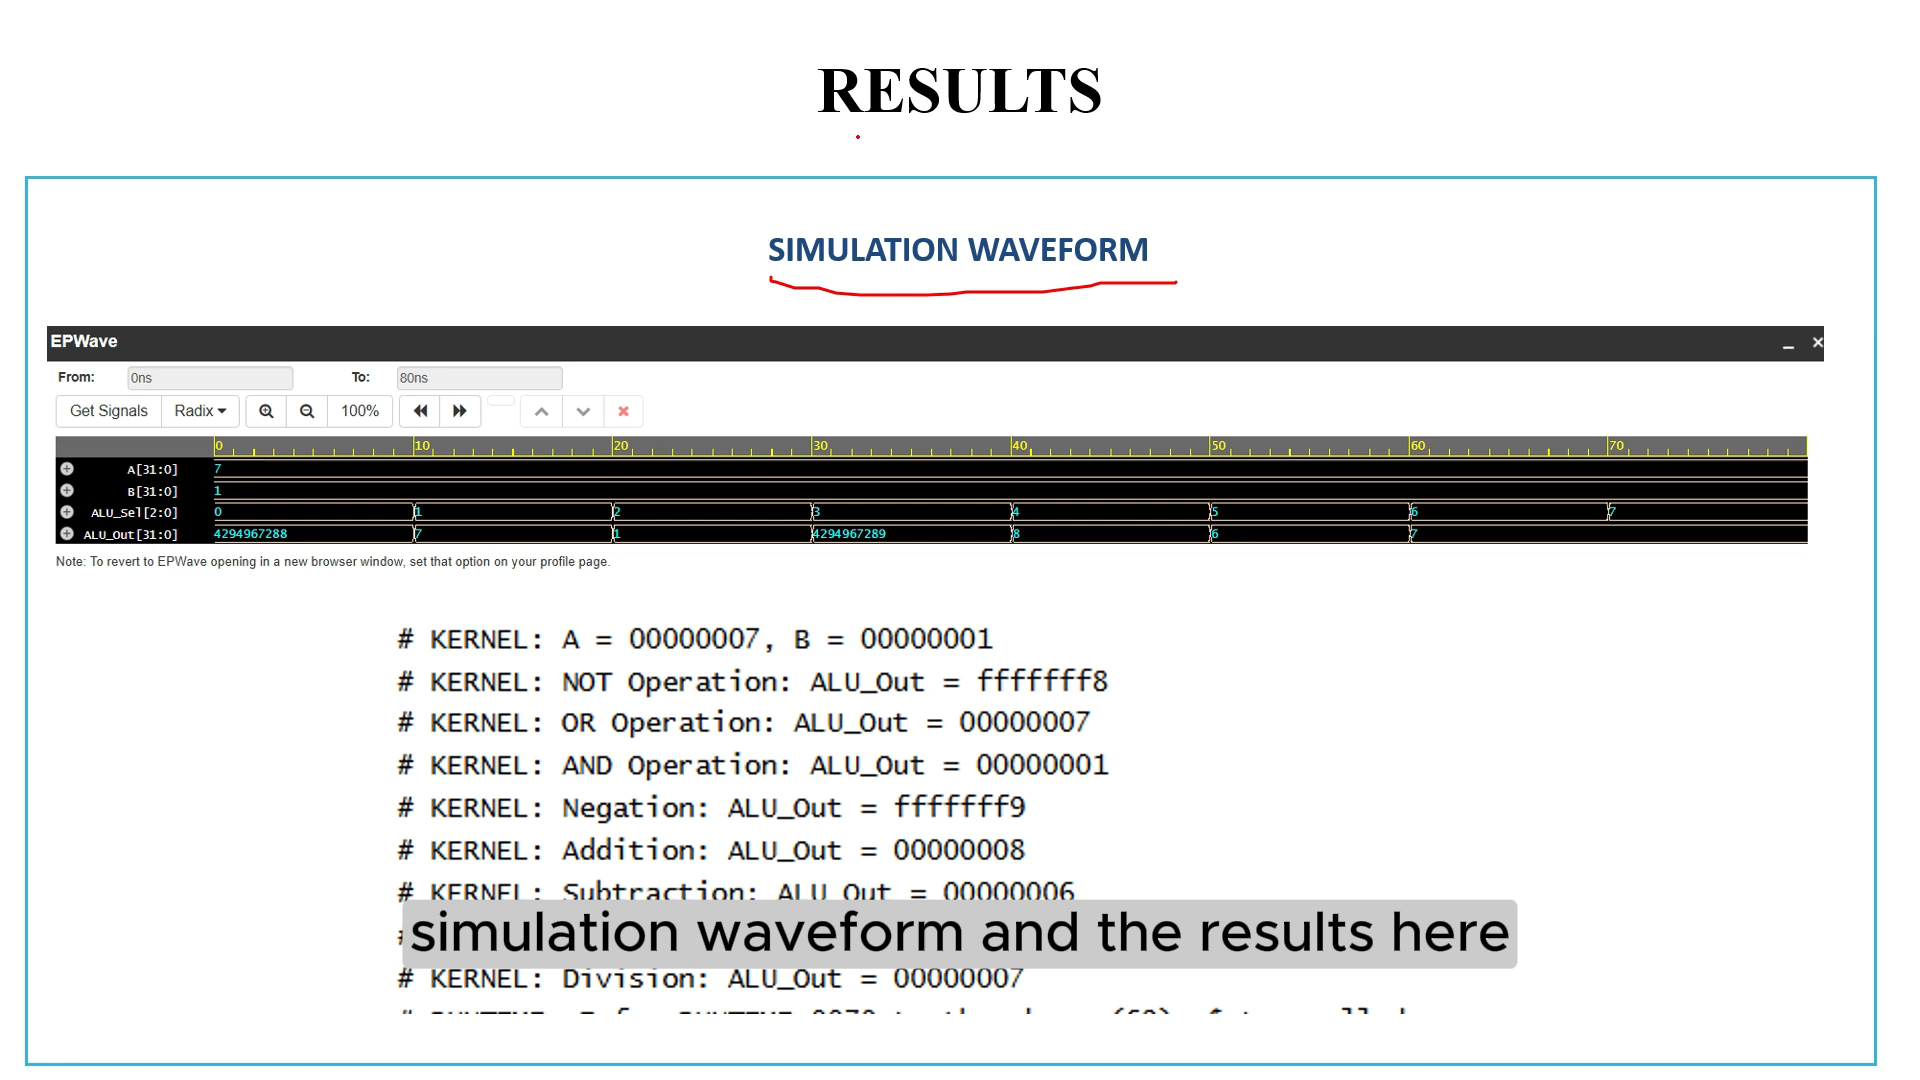 RESULTS
SIMULATION WAVEFORM
EPWave
From: 0ns To: 80ns
Get Signals Radix 100%
0 10 20 30 40 50 60 70
A[31:0] 7
B[31:0] 1
ALU_Sel[2:0] 0 1 2 3 4 5 6 7
ALU_Out[31:0] 4294967288 7 1 4294967289 8 6 7
Note: To revert to EPWave opening in a new browser window, set that option on your profile page.
# KERNEL: A = 00000007, B = 00000001
# KERNEL: NOT Operation: ALU_Out = fffffff8
# KERNEL: OR Operation: ALU_Out = 00000007
# KERNEL: AND Operation: ALU_Out = 00000001
# KERNEL: Negation: ALU_Out = fffffff9
# KERNEL: Addition: ALU_Out = 00000008
# KERNEL: Subtraction: ALU_Out = 00000006
simulation waveform and the results here
# KERNEL: Division: ALU_Out = 00000007